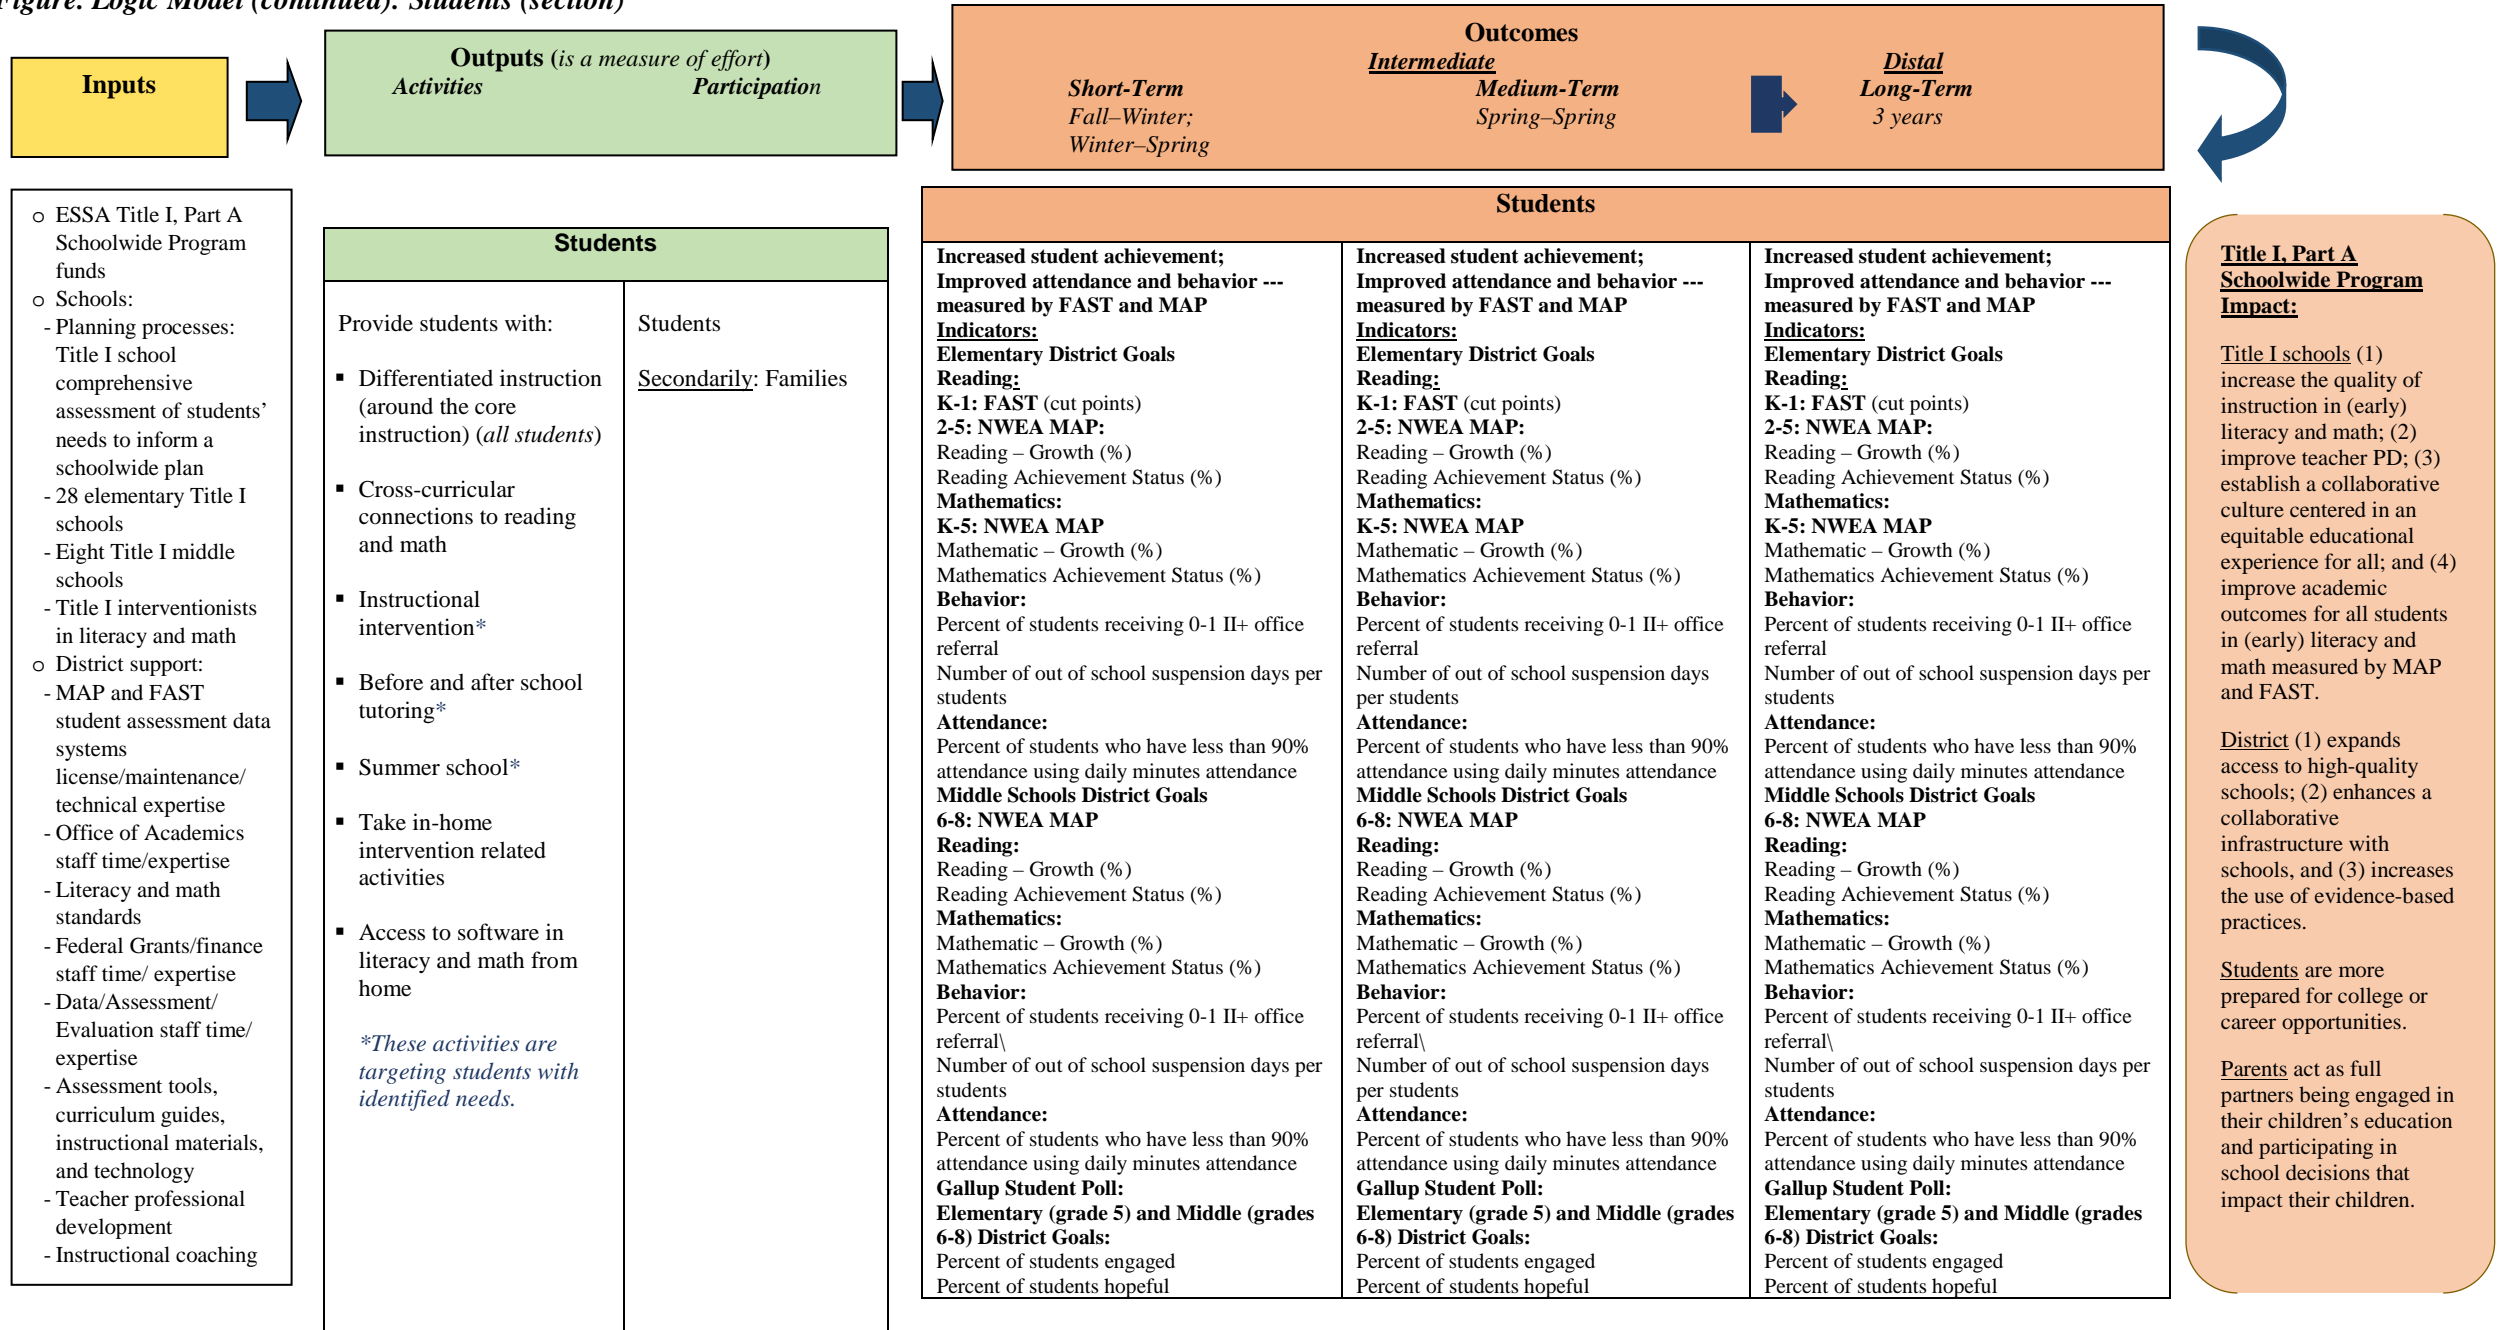 Figure. Logic Model (continued): Students (section)
Inputs
Outputs (is a measure of effort)
Activities Participation
Outcomes
Intermediate Distal
Short-Term Medium-Term Long-Term
Fall–Winter; Spring–Spring 3 years
Winter–Spring
o ESSA Title I, Part A
Schoolwide Program
funds
o Schools:
- Planning processes:
Title I school
comprehensive
assessment of students’
needs to inform a
schoolwide plan
- 28 elementary Title I
schools
- Eight Title I middle
schools
- Title I interventionists
in literacy and math
o District support:
- MAP and FAST
student assessment data
systems
license/maintenance/
technical expertise
- Office of Academics
staff time/expertise
- Literacy and math
standards
- Federal Grants/finance
staff time/ expertise
- Data/Assessment/
Evaluation staff time/
expertise
- Assessment tools,
curriculum guides,
instructional materials,
and technology
- Teacher professional
development
- Instructional coaching
Students
Provide students with:
▪ Differentiated instruction
(around the core
instruction) (all students)
▪ Cross-curricular
connections to reading
and math
▪ Instructional
intervention*
▪ Before and after school
tutoring*
▪ Summer school*
▪ Take in-home
intervention related
activities
▪ Access to software in
literacy and math from
home
*These activities are
targeting students with
identified needs.
Students
Secondarily: Families
Students
Increased student achievement;
Improved attendance and behavior ---
measured by FAST and MAP
Indicators:
Elementary District Goals
Reading:
K-1: FAST (cut points)
2-5: NWEA MAP:
Reading – Growth (%)
Reading Achievement Status (%)
Mathematics:
K-5: NWEA MAP
Mathematic – Growth (%)
Mathematics Achievement Status (%)
Behavior:
Percent of students receiving 0-1 II+ office
referral
Number of out of school suspension days per
students
Attendance:
Percent of students who have less than 90%
attendance using daily minutes attendance
Middle Schools District Goals
6-8: NWEA MAP
Reading:
Reading – Growth (%)
Reading Achievement Status (%)
Mathematics:
Mathematic – Growth (%)
Mathematics Achievement Status (%)
Behavior:
Percent of students receiving 0-1 II+ office
referral\
Number of out of school suspension days per
students
Attendance:
Percent of students who have less than 90%
attendance using daily minutes attendance
Gallup Student Poll:
Elementary (grade 5) and Middle (grades
6-8) District Goals:
Percent of students engaged
Percent of students hopeful
Increased student achievement;
Improved attendance and behavior ---
measured by FAST and MAP
Indicators:
Elementary District Goals
Reading:
K-1: FAST (cut points)
2-5: NWEA MAP:
Reading – Growth (%)
Reading Achievement Status (%)
Mathematics:
K-5: NWEA MAP
Mathematic – Growth (%)
Mathematics Achievement Status (%)
Behavior:
Percent of students receiving 0-1 II+ office
referral
Number of out of school suspension days
per students
Attendance:
Percent of students who have less than 90%
attendance using daily minutes attendance
Middle Schools District Goals
6-8: NWEA MAP
Reading:
Reading – Growth (%)
Reading Achievement Status (%)
Mathematics:
Mathematic – Growth (%)
Mathematics Achievement Status (%)
Behavior:
Percent of students receiving 0-1 II+ office
referral\
Number of out of school suspension days
per students
Attendance:
Percent of students who have less than 90%
attendance using daily minutes attendance
Gallup Student Poll:
Elementary (grade 5) and Middle (grades
6-8) District Goals:
Percent of students engaged
Percent of students hopeful
Increased student achievement;
Improved attendance and behavior ---
measured by FAST and MAP
Indicators:
Elementary District Goals
Reading:
K-1: FAST (cut points)
2-5: NWEA MAP:
Reading – Growth (%)
Reading Achievement Status (%)
Mathematics:
K-5: NWEA MAP
Mathematic – Growth (%)
Mathematics Achievement Status (%)
Behavior:
Percent of students receiving 0-1 II+ office
referral
Number of out of school suspension days per
students
Attendance:
Percent of students who have less than 90%
attendance using daily minutes attendance
Middle Schools District Goals
6-8: NWEA MAP
Reading:
Reading – Growth (%)
Reading Achievement Status (%)
Mathematics:
Mathematic – Growth (%)
Mathematics Achievement Status (%)
Behavior:
Percent of students receiving 0-1 II+ office
referral\
Number of out of school suspension days per
students
Attendance:
Percent of students who have less than 90%
attendance using daily minutes attendance
Gallup Student Poll:
Elementary (grade 5) and Middle (grades
6-8) District Goals:
Percent of students engaged
Percent of students hopeful
Title I, Part A
Schoolwide Program
Impact:
Title I schools (1)
increase the quality of
instruction in (early)
literacy and math; (2)
improve teacher PD; (3)
establish a collaborative
culture centered in an
equitable educational
experience for all; and (4)
improve academic
outcomes for all students
in (early) literacy and
math measured by MAP
and FAST.
District (1) expands
access to high-quality
schools; (2) enhances a
collaborative
infrastructure with
schools, and (3) increases
the use of evidence-based
practices.
Students are more
prepared for college or
career opportunities.
Parents act as full
partners being engaged in
their children’s education
and participating in
school decisions that
impact their children.